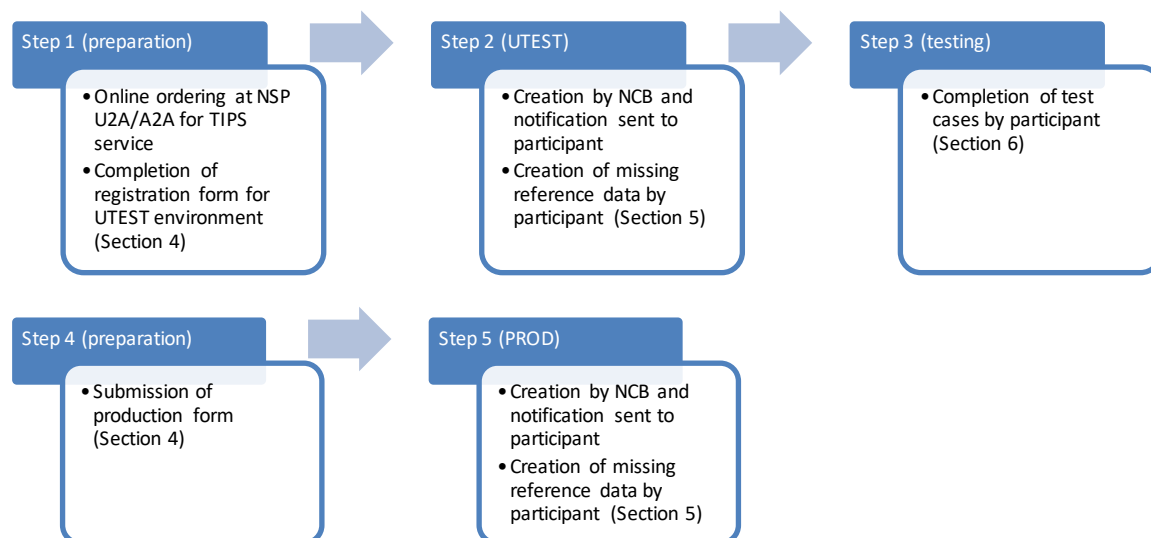 Step 1 (preparation)
• Online ordering at NSP
U2A/A2A for TIPS
service
• Completion of
registration form for
UTEST environment
(Section 4)
Step 2 (UTEST)
• Creation by NCB and
notification sent to
participant
• Creation of missing
reference data by
participant (Section 5)
Step 3 (testing)
• Completion of test
cases by participant
(Section 6)
Step 4 (preparation)
• Submission of
production form
(Section 4)
Step 5 (PROD)
• Creation by NCB and
notification sent to
participant
• Creation of missing
reference data by
participant (Section 5)